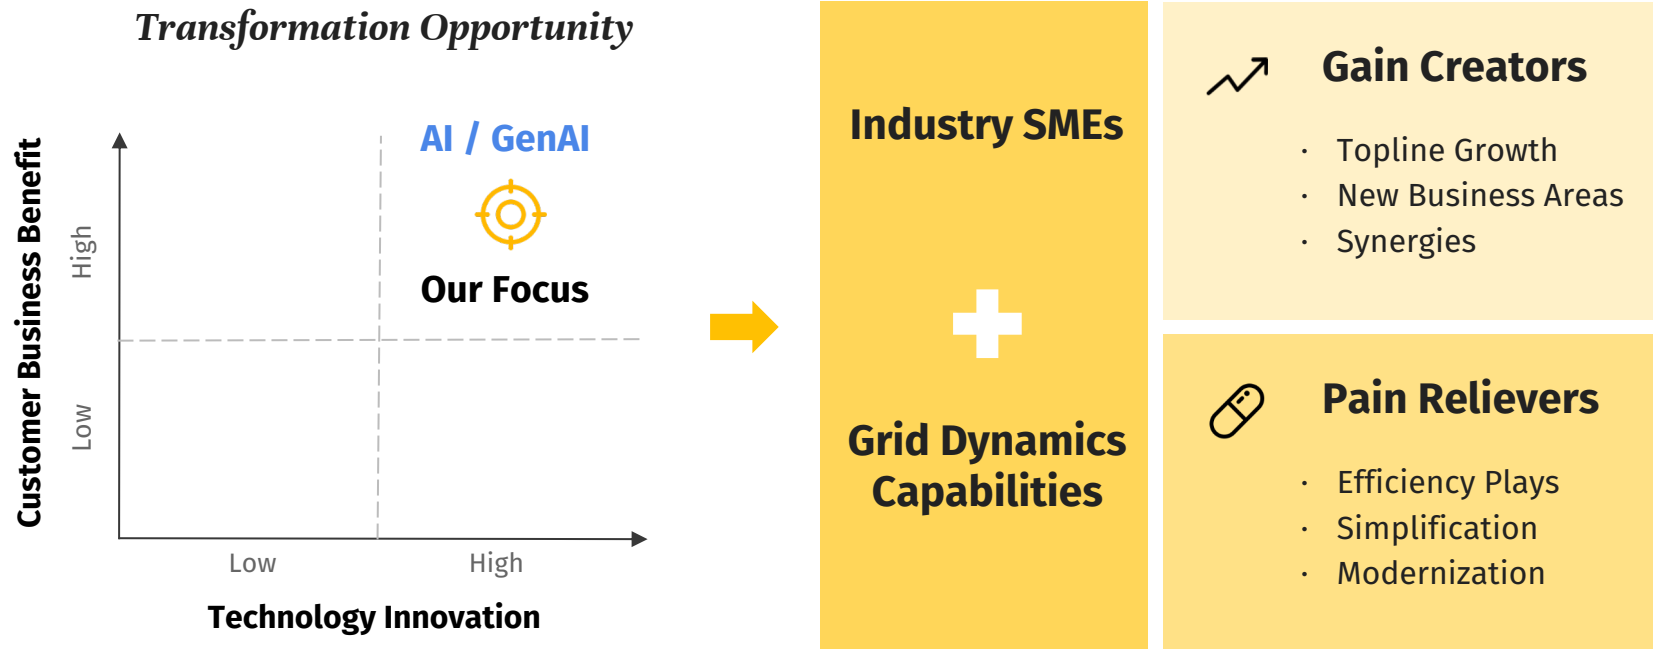 Transformation Opportunity
Customer Business Benefit
High
Low
AI / GenAI
Our Focus
Low
High
Technology Innovation
Industry SMEs
Grid Dynamics
Capabilities
Gain Creators
· Topline Growth
· New Business Areas
· Synergies
Pain Relievers
· Efficiency Plays
· Simplification
· Modernization